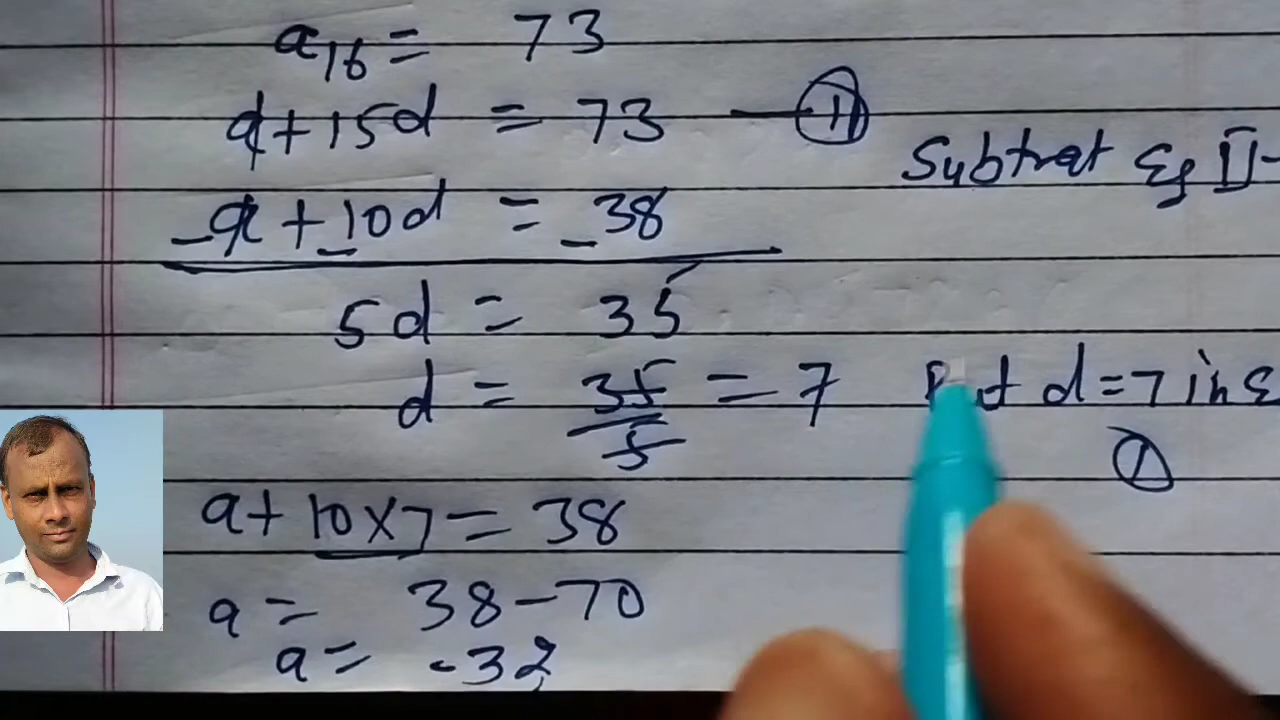 a16 = 73
a+15d = 73 — II
Subtrat Eq II-
-a + 10d = -38
5d = 35
d = 35/5 = 7
Put d=7 in E
I
a+ 10×7 = 38
a = 38-70
a = -32